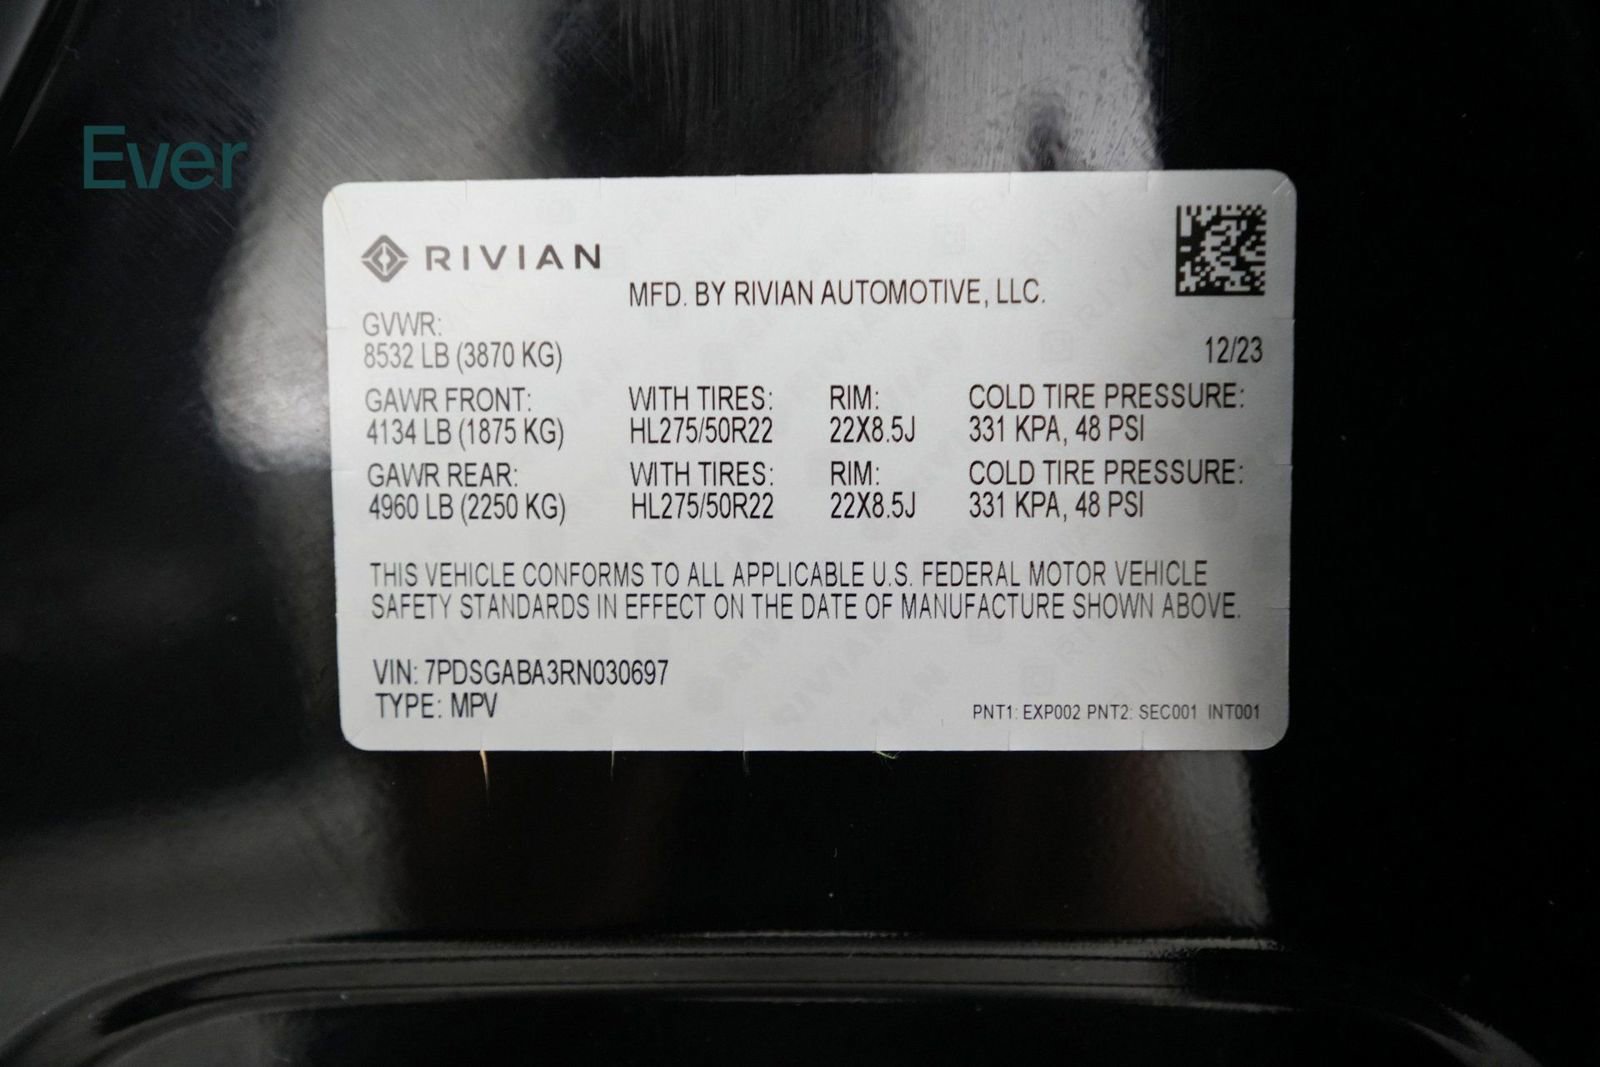 Ever
RIVIAN
MFD. BY RIVIAN AUTOMOTIVE, LLC.
GVWR:
8532 LB (3870 KG)
12/23
GAWR FRONT: WITH TIRES: RIM: COLD TIRE PRESSURE:
4134 LB (1875 KG) HL275/50R22 22X8.5J 331 KPA, 48 PSI
GAWR REAR: WITH TIRES: RIM: COLD TIRE PRESSURE:
4960 LB (2250 KG) HL275/50R22 22X8.5J 331 KPA, 48 PSI
THIS VEHICLE CONFORMS TO ALL APPLICABLE U.S. FEDERAL MOTOR VEHICLE
SAFETY STANDARDS IN EFFECT ON THE DATE OF MANUFACTURE SHOWN ABOVE.
VIN: 7PDSGABA3RN030697
TYPE: MPV
PNT1: EXP002 PNT2: SEC001 INT001